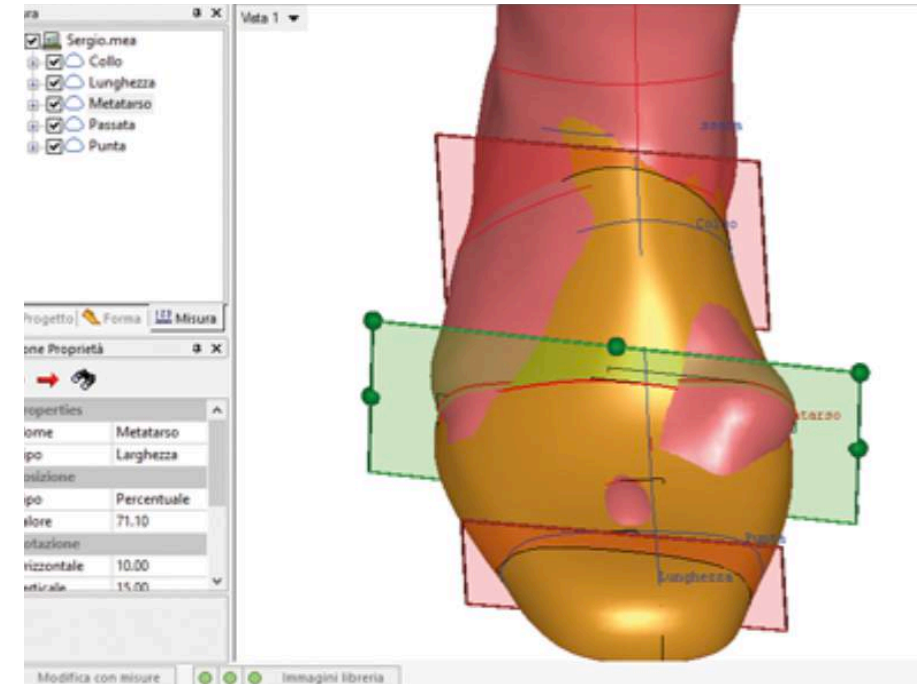 ra
Vista 1
Sergio.mea
Collo
Lunghezza
Metatarso
Passata
Punta
Progetto Forma Misura
one Proprietà
roperties
ome Metatarso
ipo Larghezza
osizione
ipo Percentuale
alore 71.10
otazione
rizzontale 10.00
erticale 15.00
Collo
tatarso
Punta
Lunghezza
Modifica con misure
Immagini libreria